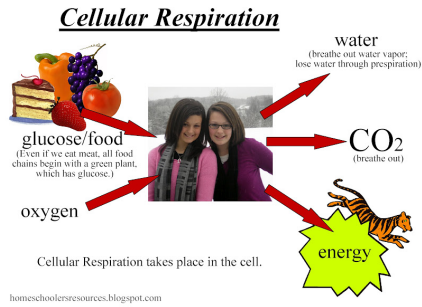 Cellular Respiration
water
(breathe out water vapor;
lose water through prespiration)
glucose/food
(Even if we eat meat, all food
chains begin with a green plant,
which has glucose.)
CO2
(breathe out)
oxygen
energy
Cellular Respiration takes place in the cell.
homeschoolersresources.blogspot.com